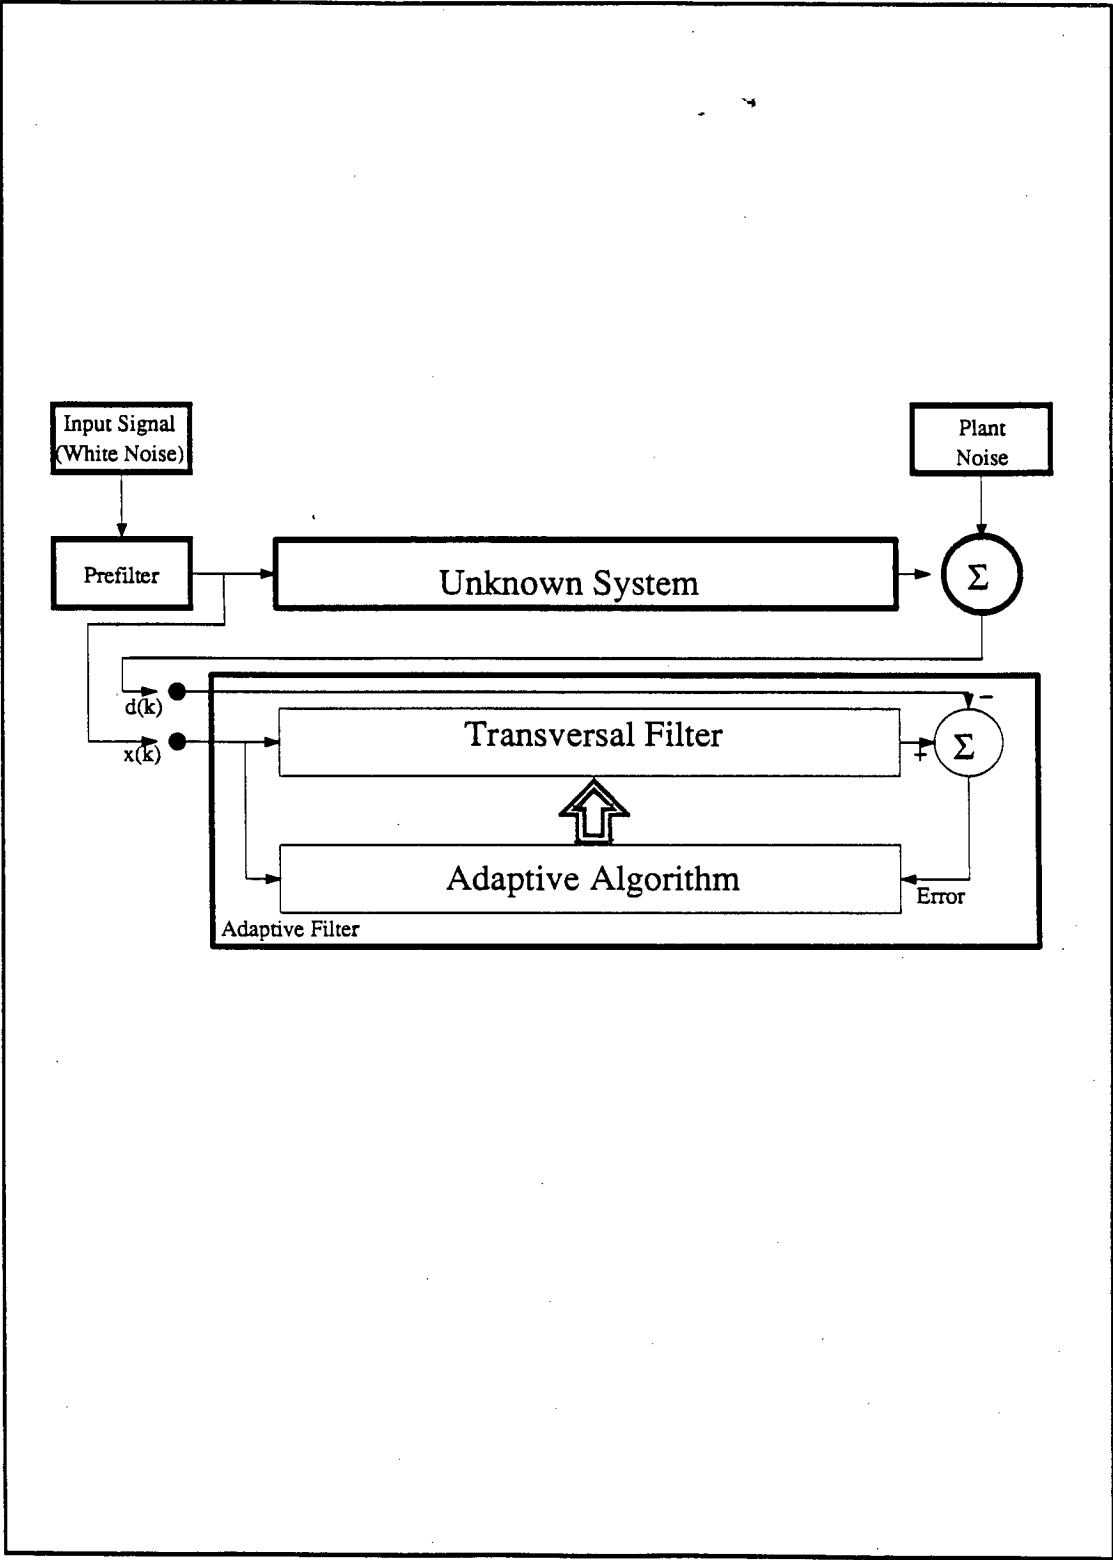 Input Signal
(White Noise)
Plant
Noise
Prefilter
Unknown System
Σ
d(k)
−
x(k)
Transversal Filter
+
Σ
Adaptive Algorithm
Error
Adaptive Filter